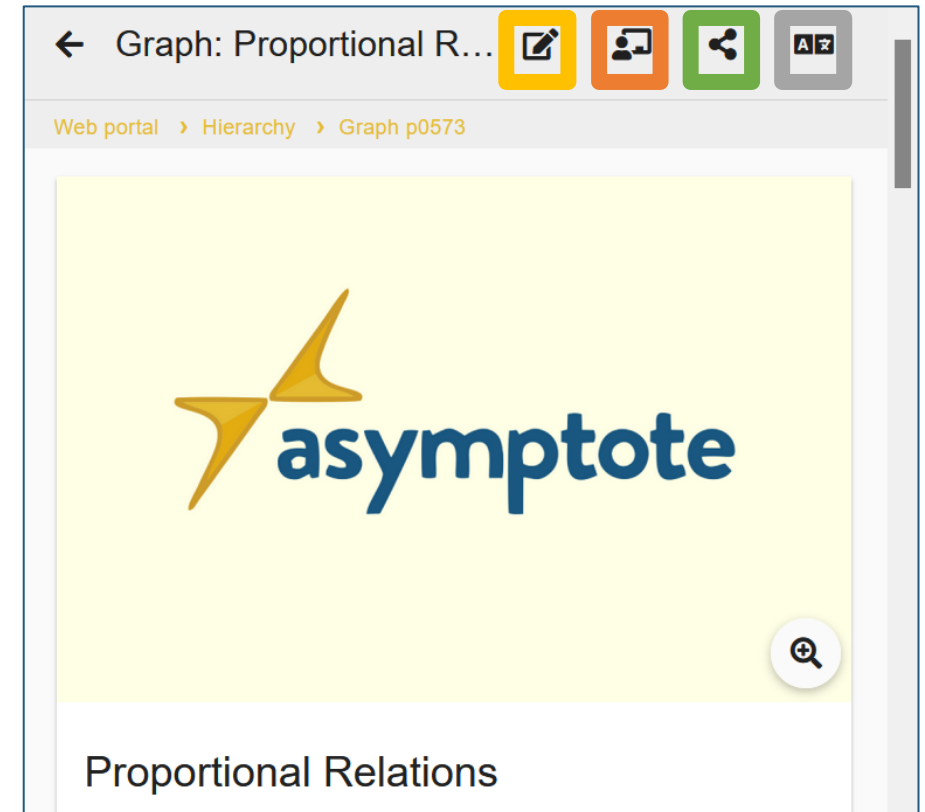 Graph: Proportional R...
Web portal › Hierarchy › Graph p0573
asymptote
Proportional Relations